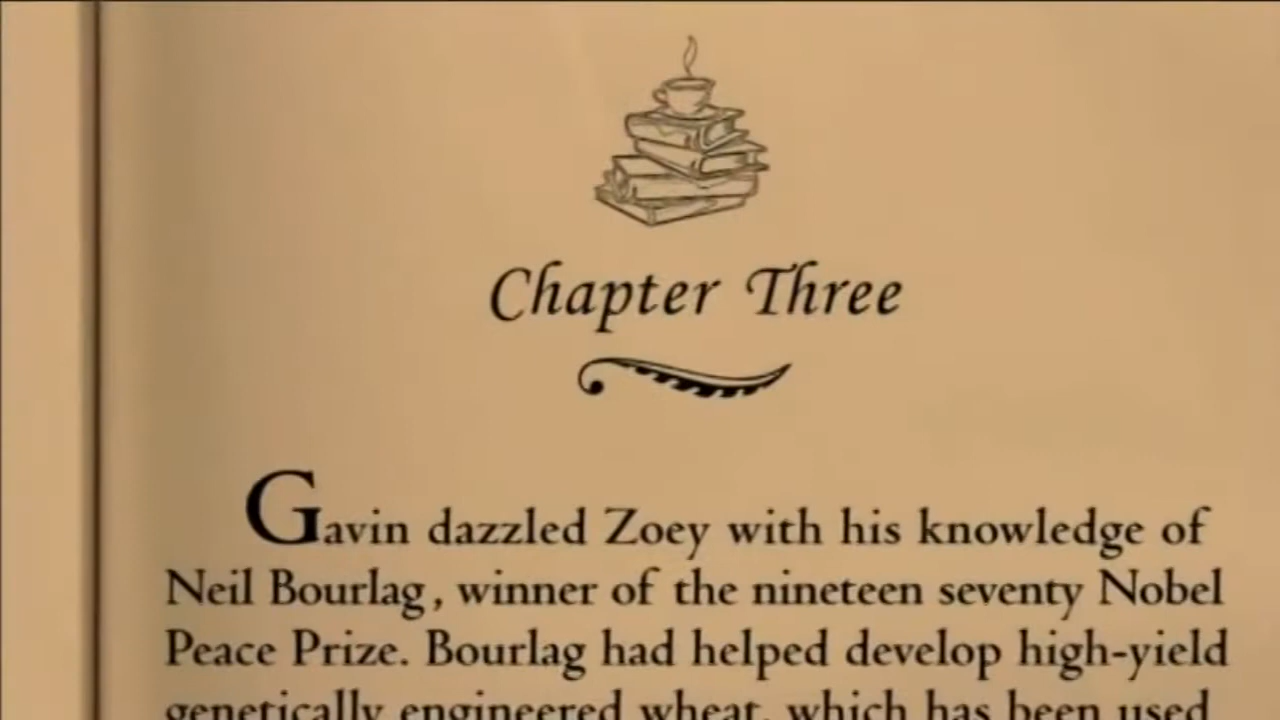 Chapter Three
Gavin dazzled Zoey with his knowledge of
Neil Bourlag, winner of the nineteen seventy Nobel
Peace Prize. Bourlag had helped develop high-yield
genetically engineered wheat, which has been used